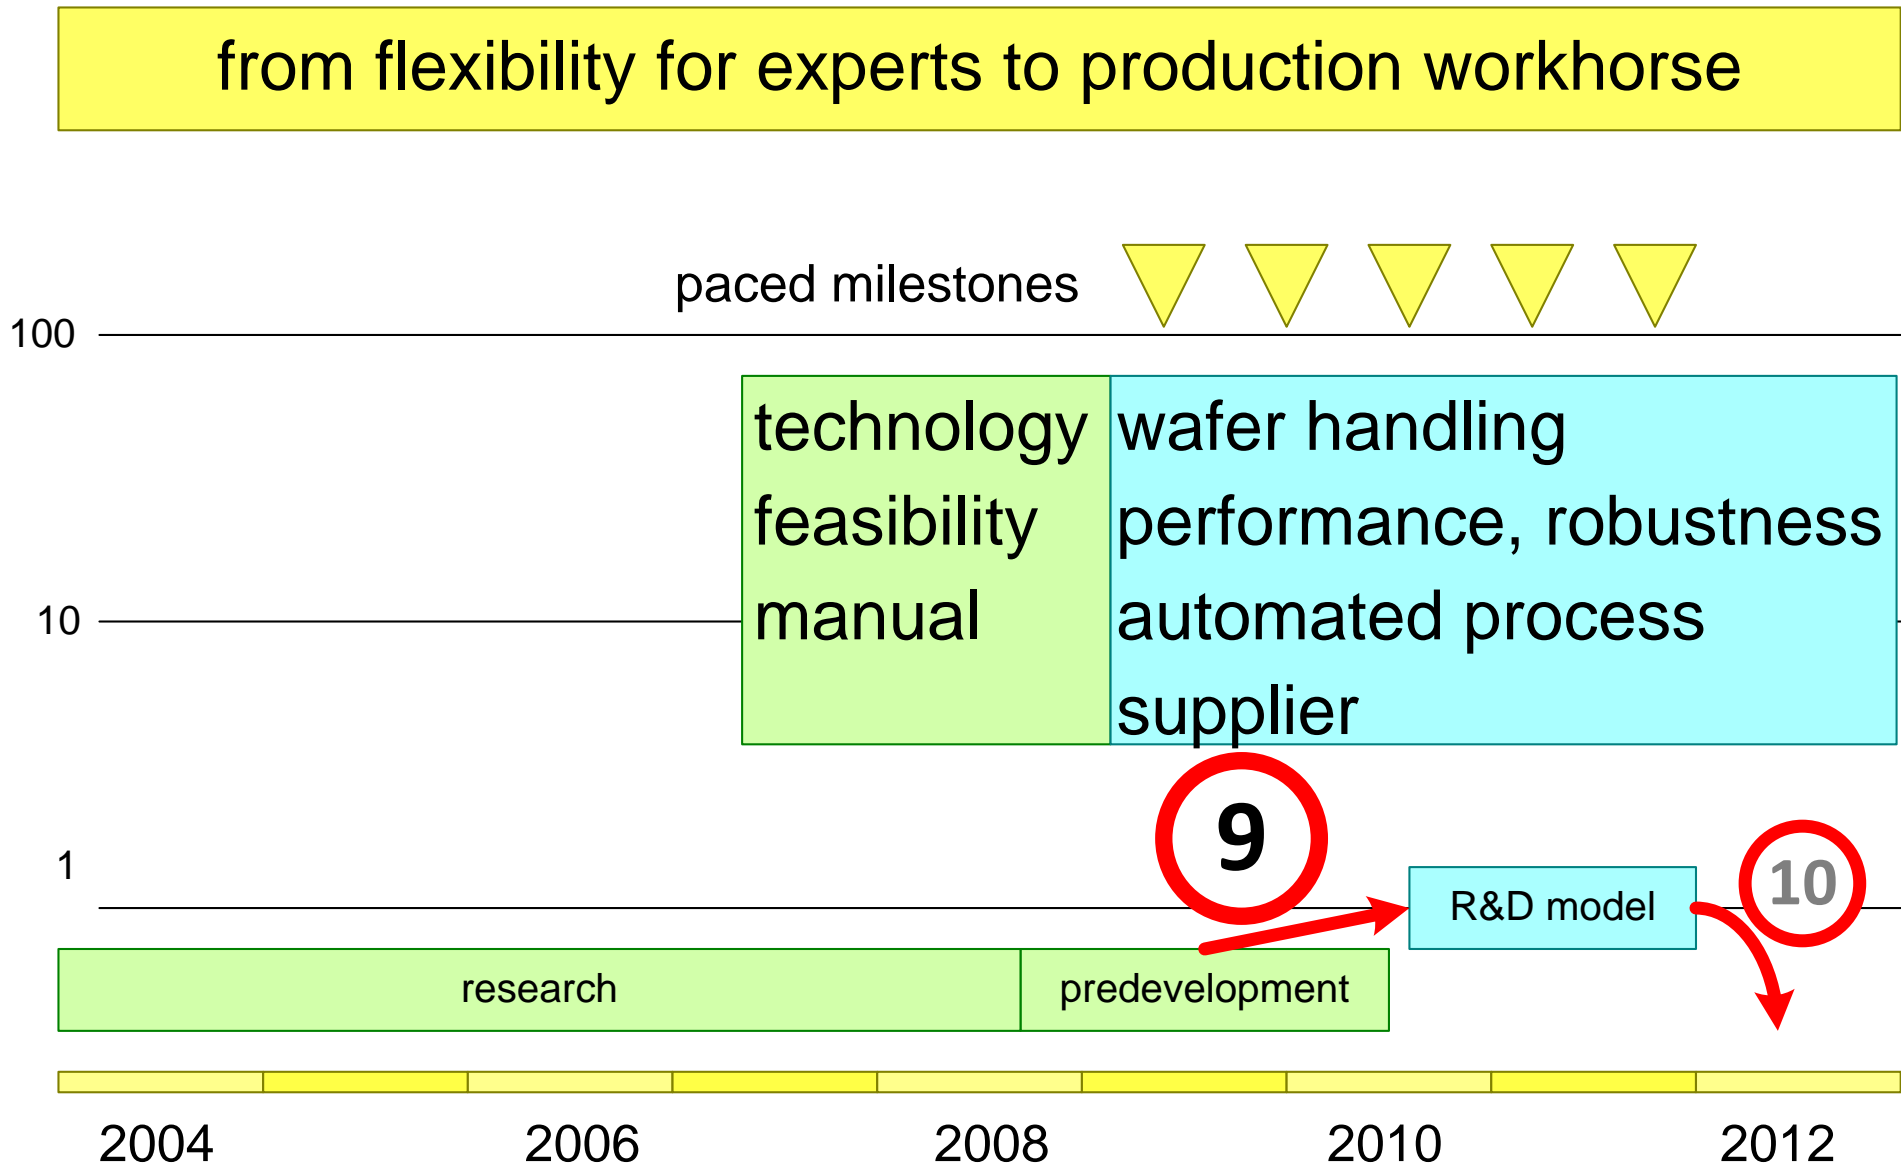 from flexibility for experts to production workhorse
paced milestones
100
technology
feasibility
manual
wafer handling
performance, robustness
automated process
supplier
10
9
1
10
R&D model
research
predevelopment
2004
2006
2008
2010
2012